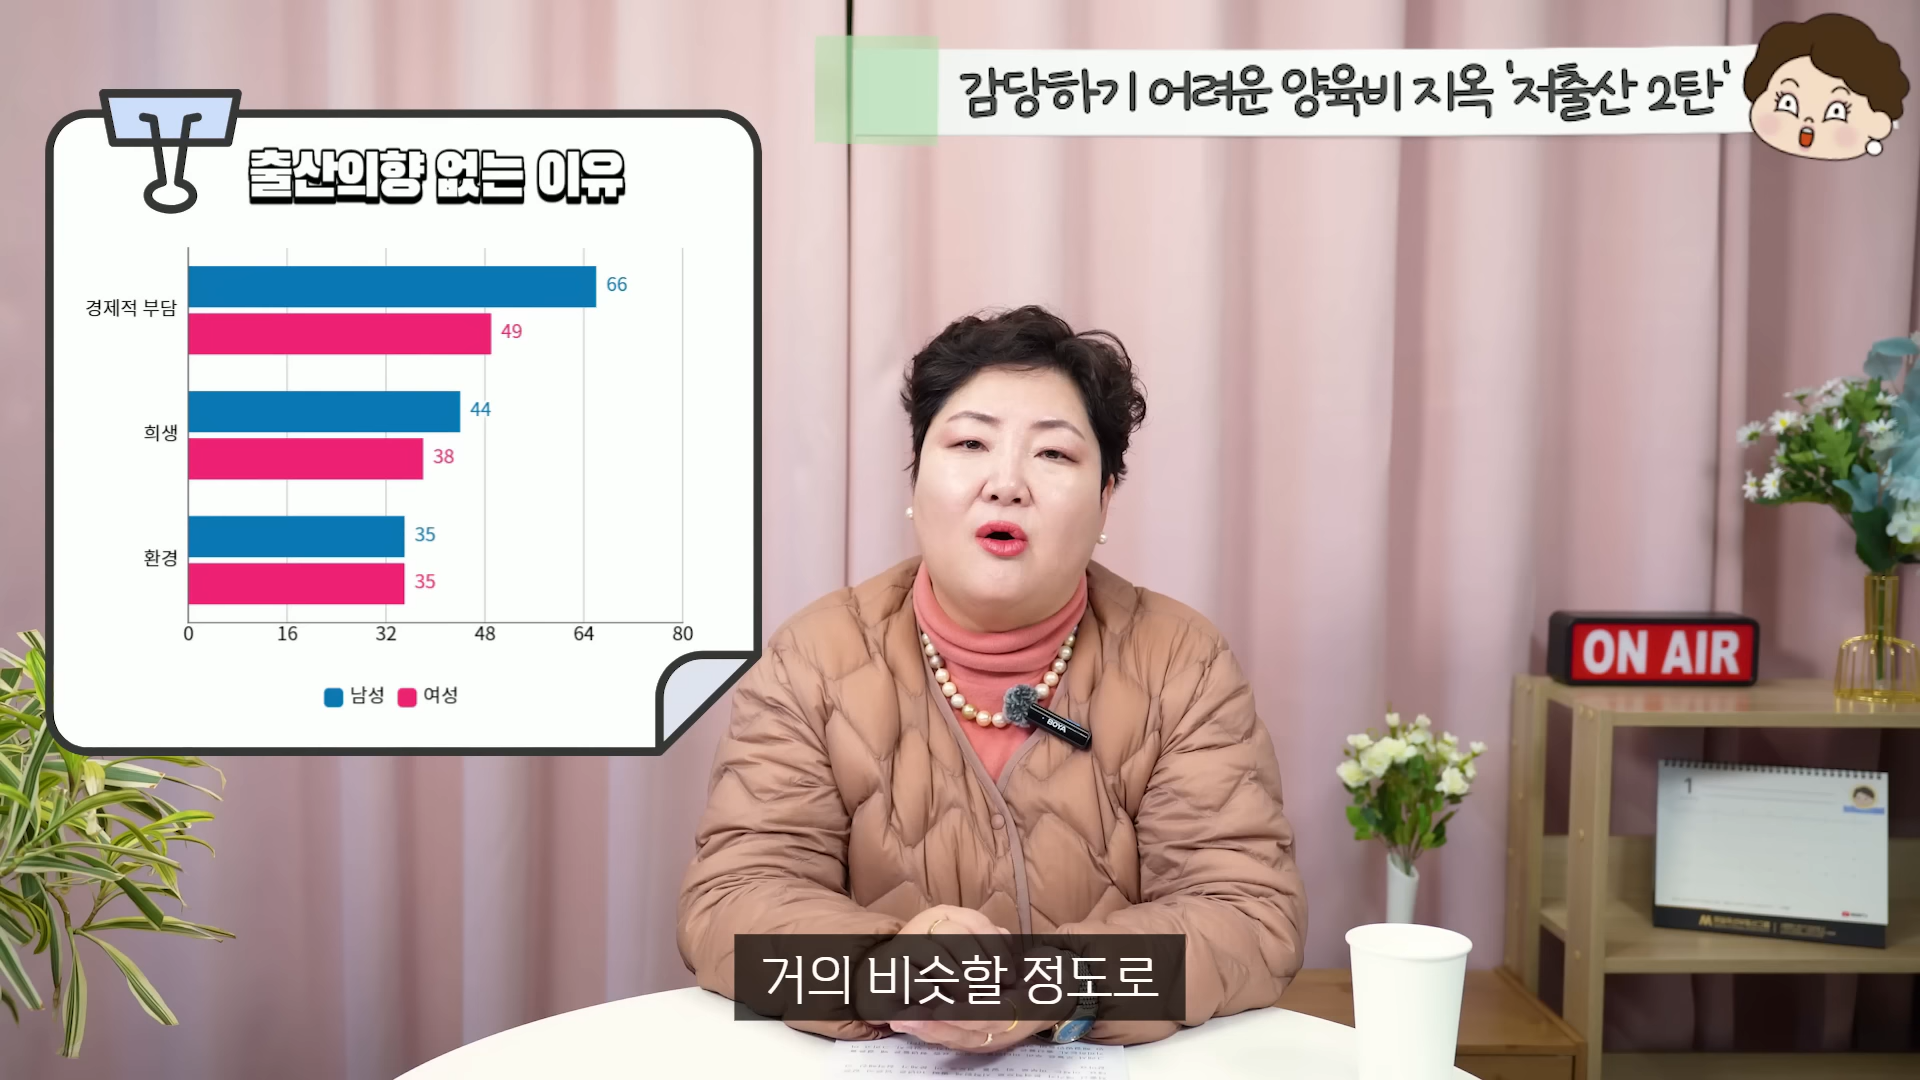 감당하기 어려운 양육비 지옥 '저출산 2탄'
출산의향 없는 이유
경제적 부담
66
49
희생
44
38
환경
35
35
0 16 32 48 64 80
남성 여성
BOYA
ON AIR
1
거의 비슷할 정도로